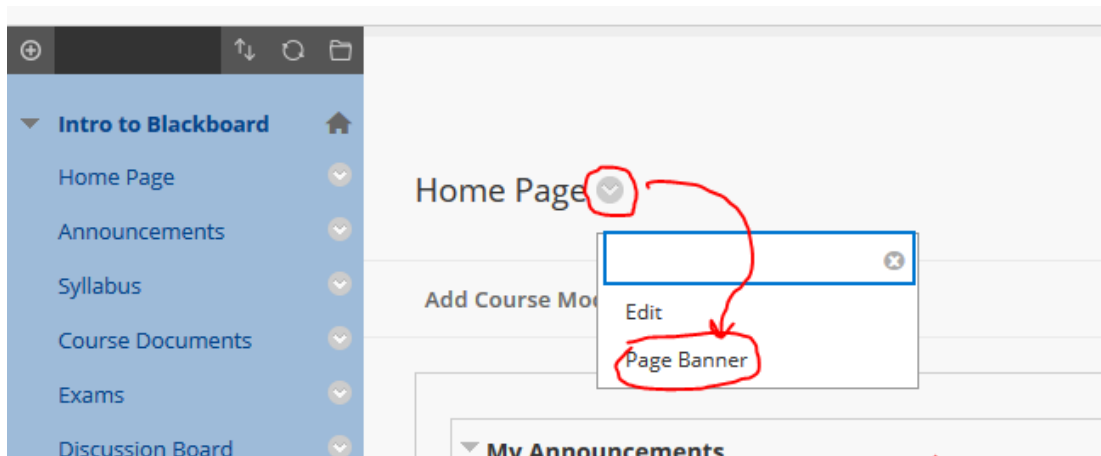 Intro to Blackboard
Home Page
Announcements
Syllabus
Course Documents
Exams
Discussion Board
Home Page
Add Course Mo
Edit
Page Banner
My Announcements